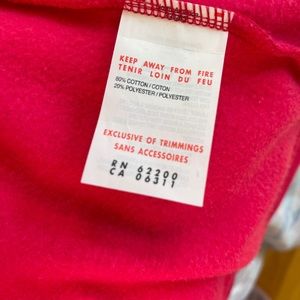 KEEP AWAY FROM FIRE
TENIR LOIN DU FEU
80% COTTON / COTON
20% POLYESTER / POLYESTER
EXCLUSIVE OF TRIMMINGS
SANS ACCESSOIRES
RN 62200
CA 06311